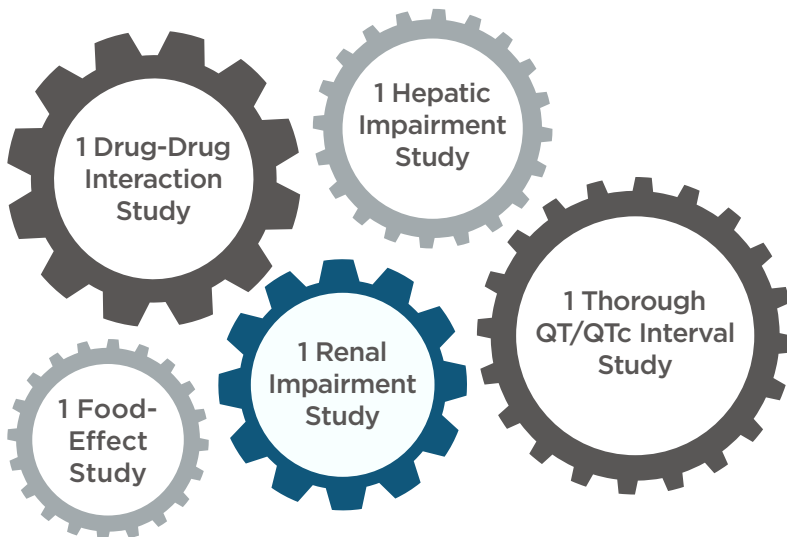 1 Drug-Drug
Interaction
Study
1 Hepatic
Impairment
Study
1 Thorough
QT/QTc Interval
Study
1 Renal
Impairment
Study
1 Food-
Effect
Study